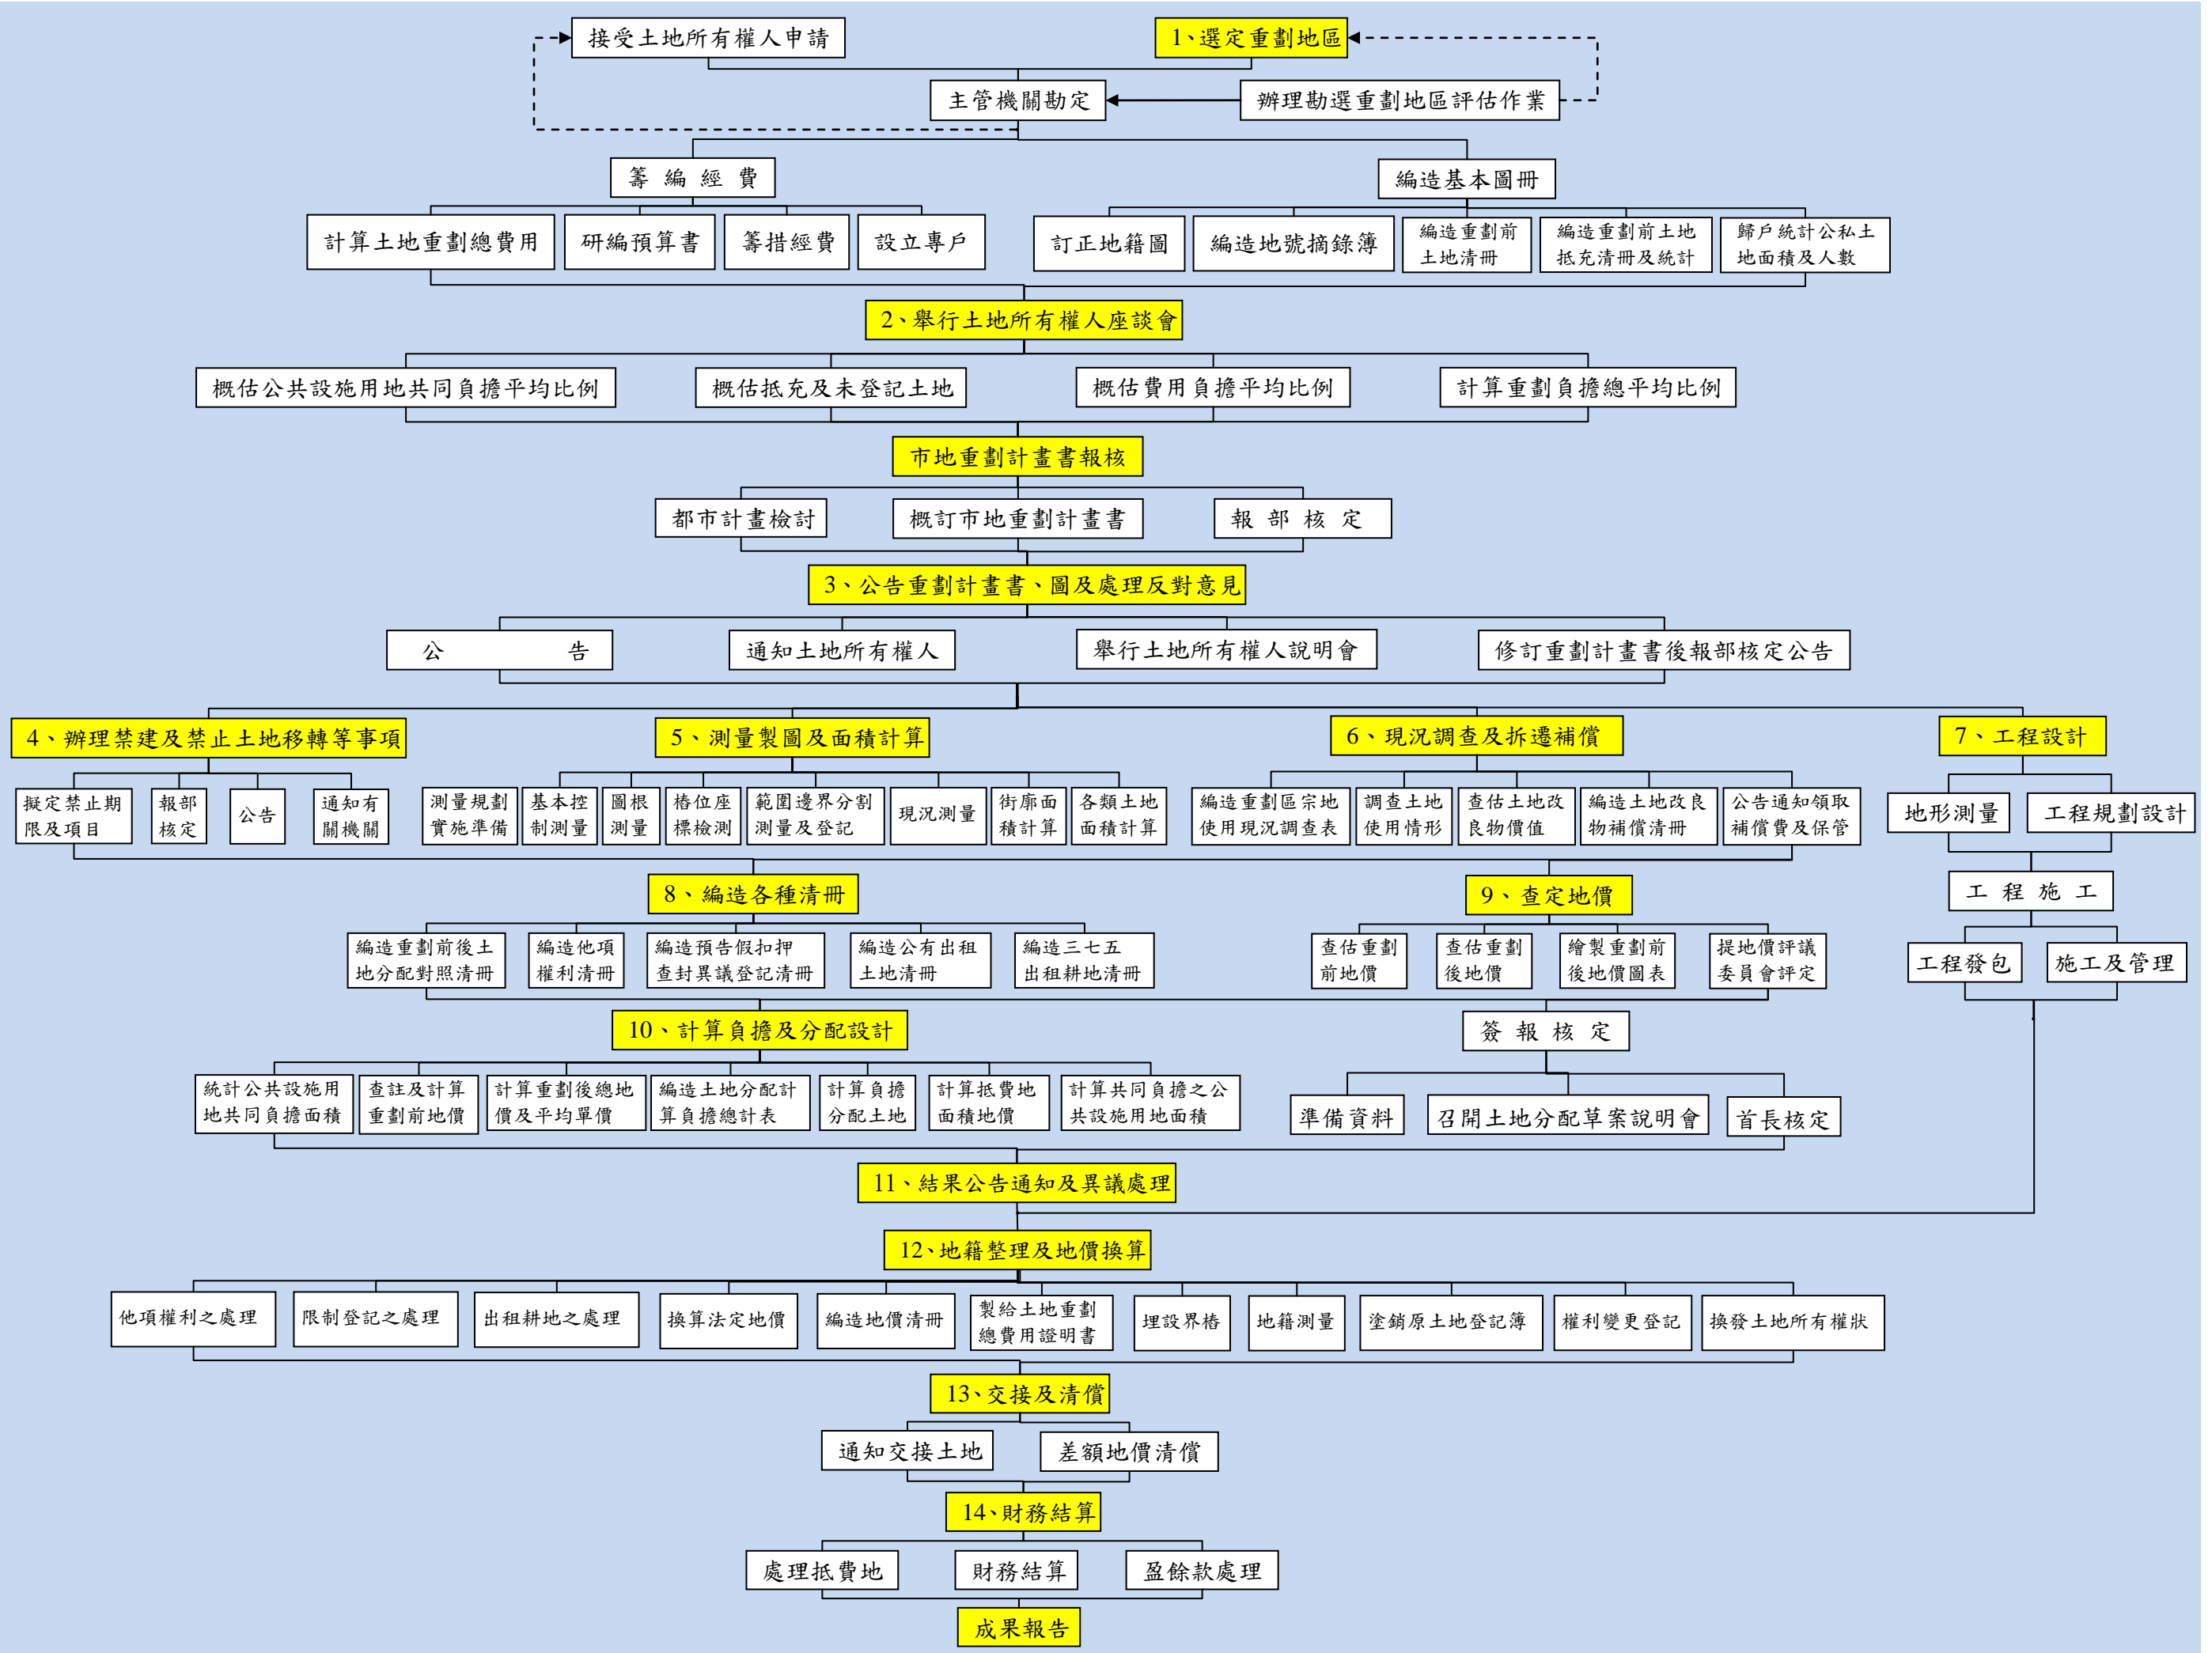 接受土地所有權人申請
1、選定重劃地區
主管機關勘定
辦理勘選重劃地區評估作業
籌編經費
編造基本圖冊
計算土地重劃總費用
研編預算書
籌措經費
設立專戶
訂正地籍圖
編造地號摘錄簿
編造重劃前
土地清冊
編造重劃前土地
抵充清冊及統計
歸戶統計公私土
地面積及人數
2、舉行土地所有權人座談會
概估公共設施用地共同負擔平均比例
概估抵充及未登記土地
概估費用負擔平均比例
計算重劃負擔總平均比例
市地重劃計畫書報核
都市計畫檢討
概訂市地重劃計畫書
報部核定
3、公告重劃計畫書、圖及處理反對意見
公告
通知土地所有權人
舉行土地所有權人說明會
修訂重劃計畫書後報部核定公告
4、辦理禁建及禁止土地移轉等事項
5、測量製圖及面積計算
6、現況調查及拆遷補償
7、工程設計
擬定禁止期
限及項目
報部
核定
公告
通知有
關機關
測量規劃
實施準備
基本控
制測量
圖根
測量
樁位座
標檢測
範圍邊界分割
測量及登記
現況測量
街廓面
積計算
各類土地
面積計算
編造重劃區宗地
使用現況調查表
調查土地
使用情形
查估土地改
良物價值
編造土地改良
物補償清冊
公告通知領取
補償費及保管
地形測量
工程規劃設計
8、編造各種清冊
9、查定地價
工程施工
編造重劃前後土
地分配對照清冊
編造他項
權利清冊
編造預告假扣押
查封異議登記清冊
編造公有出租
土地清冊
編造三七五
出租耕地清冊
查估重劃
前地價
查估重劃
後地價
繪製重劃前
後地價圖表
提地價評議
委員會評定
工程發包
施工及管理
10、計算負擔及分配設計
簽報核定
統計公共設施用
地共同負擔面積
查註及計算
重劃前地價
計算重劃後總地
價及平均單價
編造土地分配計
算負擔總計表
計算負擔
分配土地
計算抵費地
面積地價
計算共同負擔之公
共設施用地面積
準備資料
召開土地分配草案說明會
首長核定
11、結果公告通知及異議處理
12、地籍整理及地價換算
他項權利之處理
限制登記之處理
出租耕地之處理
換算法定地價
編造地價清冊
製給土地重劃
總費用證明書
埋設界樁
地籍測量
塗銷原土地登記簿
權利變更登記
換發土地所有權狀
13、交接及清償
通知交接土地
差額地價清償
14、財務結算
處理抵費地
財務結算
盈餘款處理
成果報告